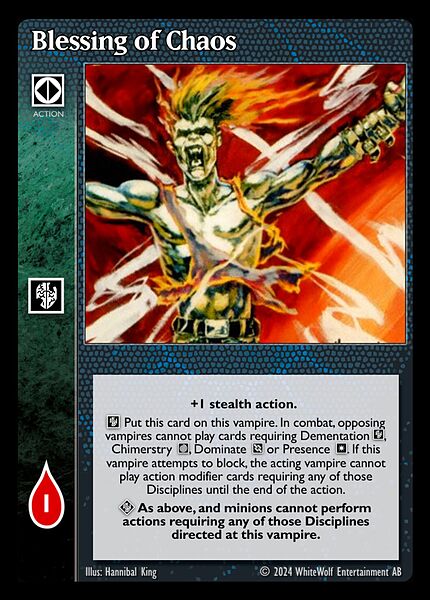 Blessing of Chaos
ACTION
+1 stealth action.
Put this card on this vampire. In combat, opposing
vampires cannot play cards requiring Dementation,
Chimerstry, Dominate or Presence. If this
vampire attempts to block, the acting vampire cannot
play action modifier cards requiring any of those
Disciplines until the end of the action.
As above, and minions cannot perform
actions requiring any of those Disciplines
directed at this vampire.
1
Illus: Hannibal King
© 2024 WhiteWolf Entertainment AB